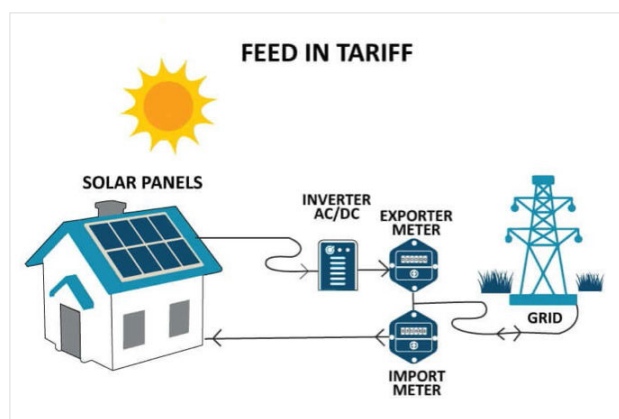 FEED IN TARIFF
SOLAR PANELS
INVERTER
AC/DC
EXPORTER
METER
GRID
IMPORT
METER